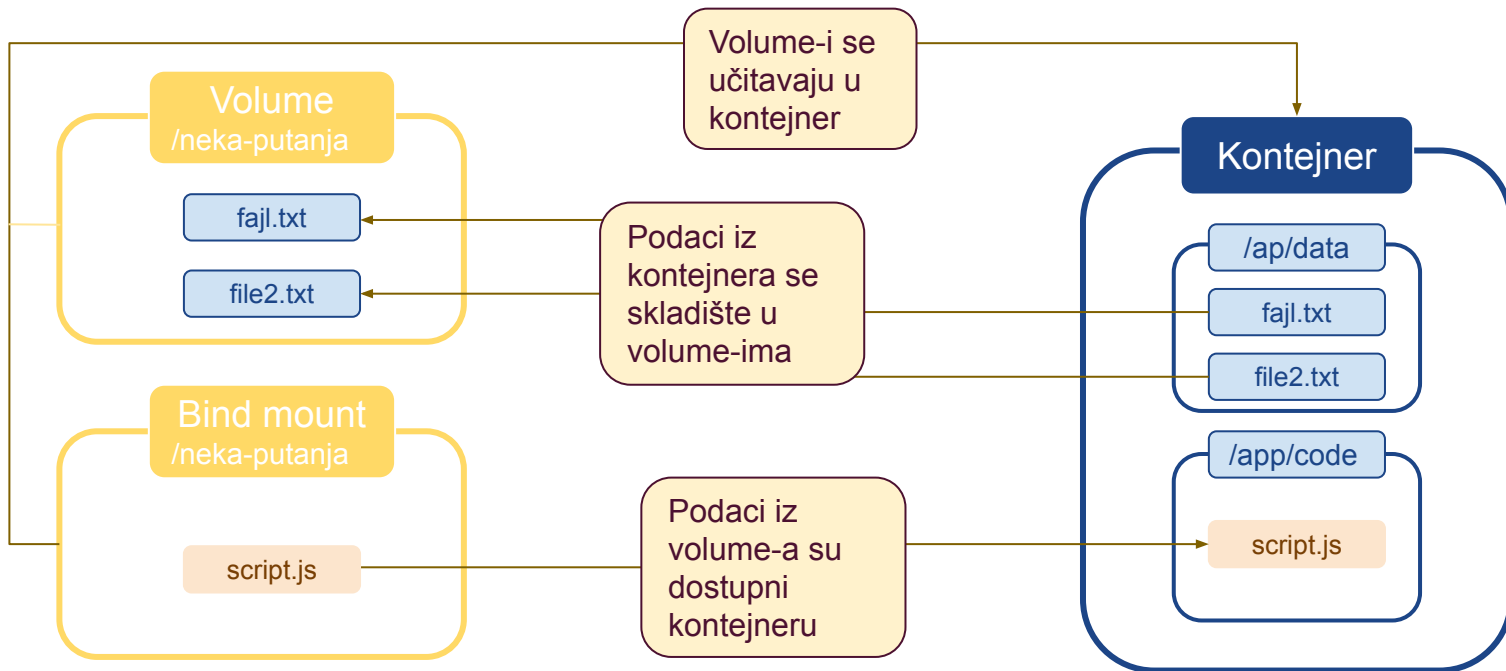 Volume-i se
učitavaju u
kontejner
Volume
/neka-putanja
fajl.txt
file2.txt
Podaci iz
kontejnera se
skladište u
volume-ima
Kontejner
/ap/data
fajl.txt
file2.txt
Bind mount
/neka-putanja
script.js
Podaci iz
volume-a su
dostupni
kontejneru
/app/code
script.js